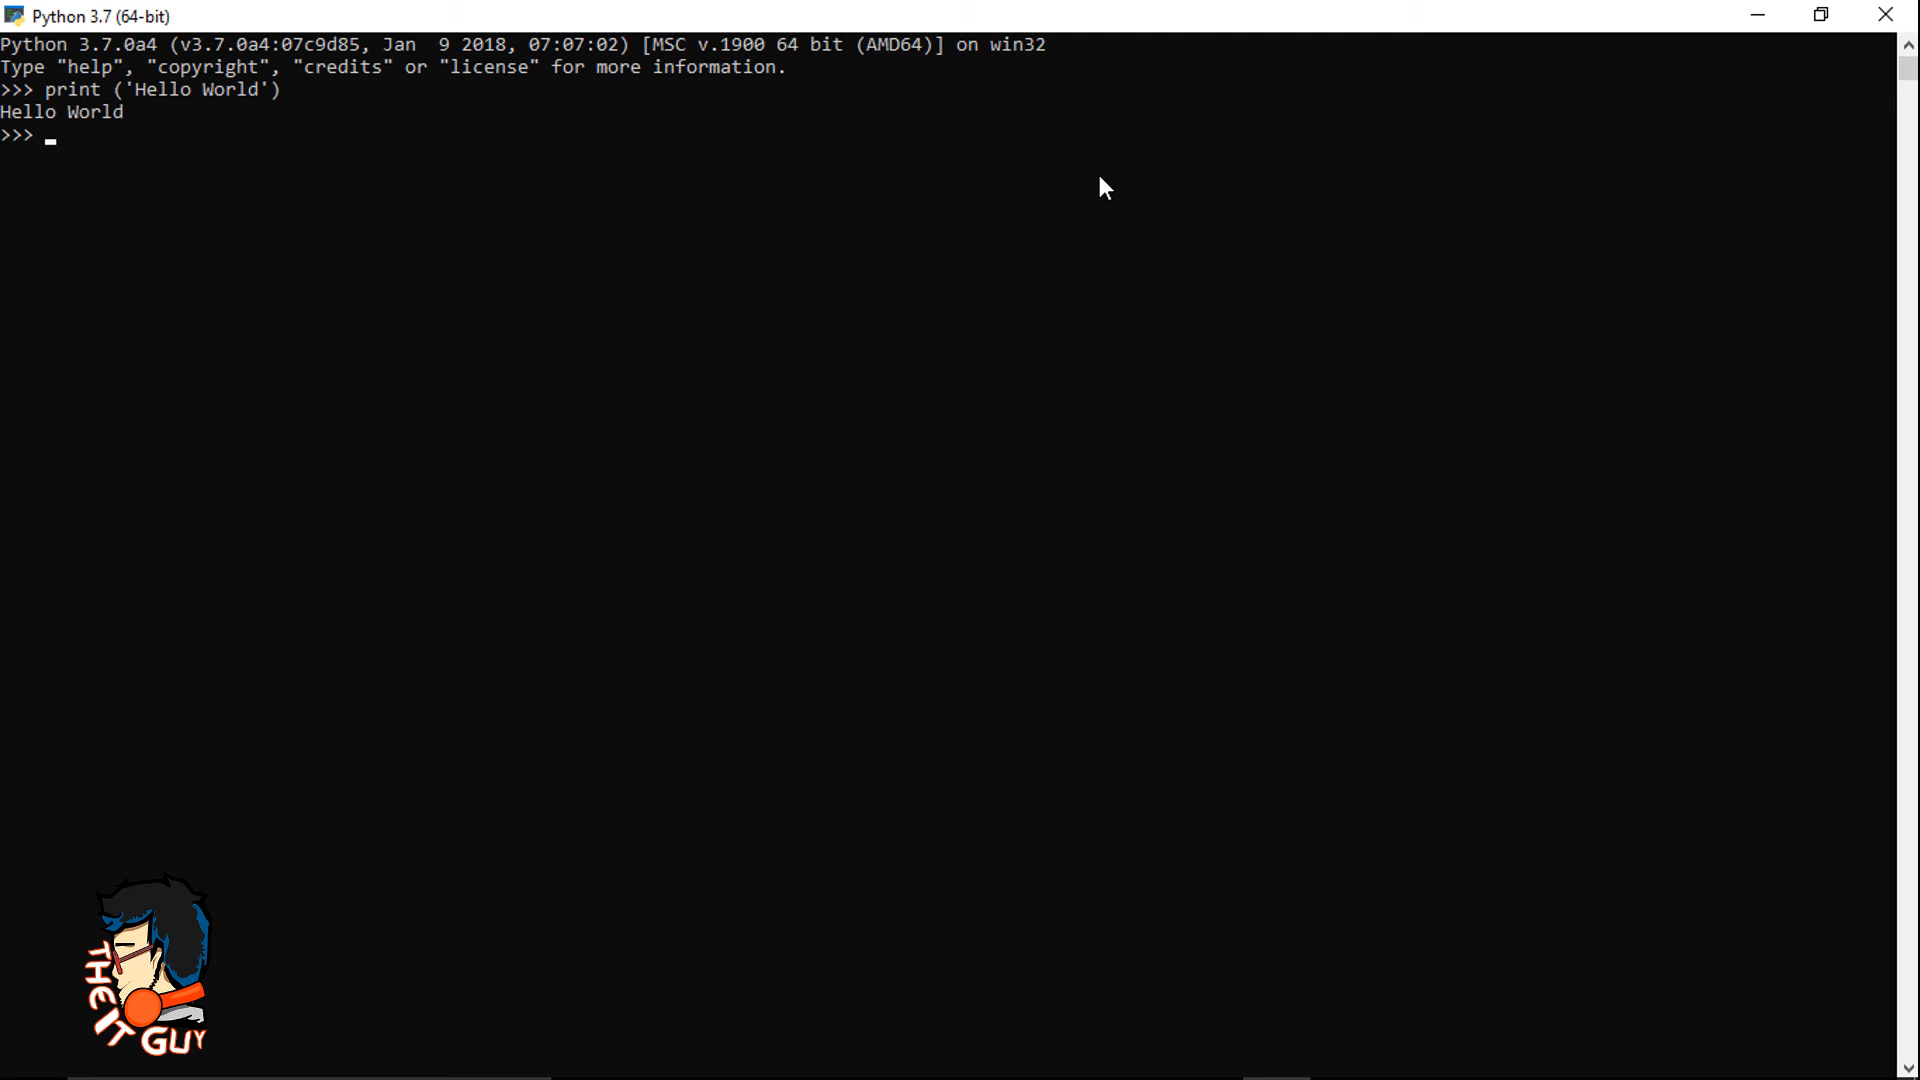 Python 3.7 (64-bit)
Python 3.7.0a4 (v3.7.0a4:07c9d85, Jan  9 2018, 07:07:02) [MSC v.1900 64 bit (AMD64)] on win32
Type "help", "copyright", "credits" or "license" for more information.
>>> print ('Hello World')
Hello World
>>> _
THE IT GUY